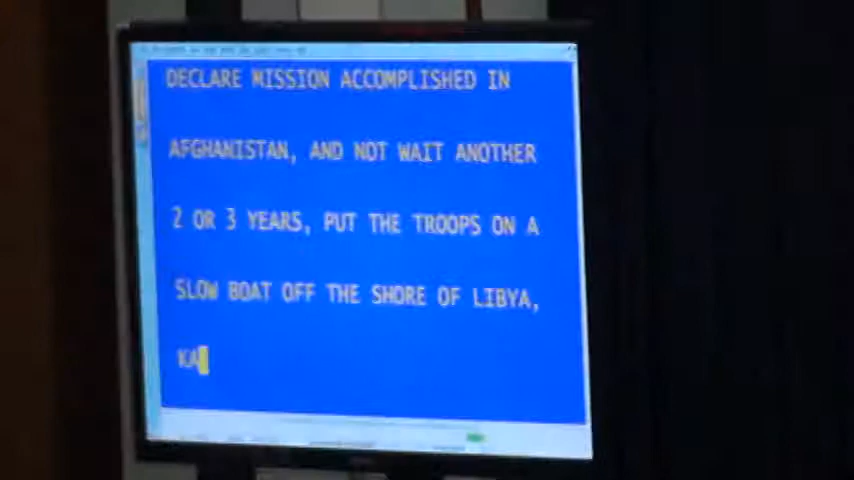 DECLARE MISSION ACCOMPLISHED IN
AFGHANISTAN, AND NOT WAIT ANOTHER
2 OR 3 YEARS, PUT THE TROOPS ON A
SLOW BOAT OFF THE SHORE OF LIBYA,
KA